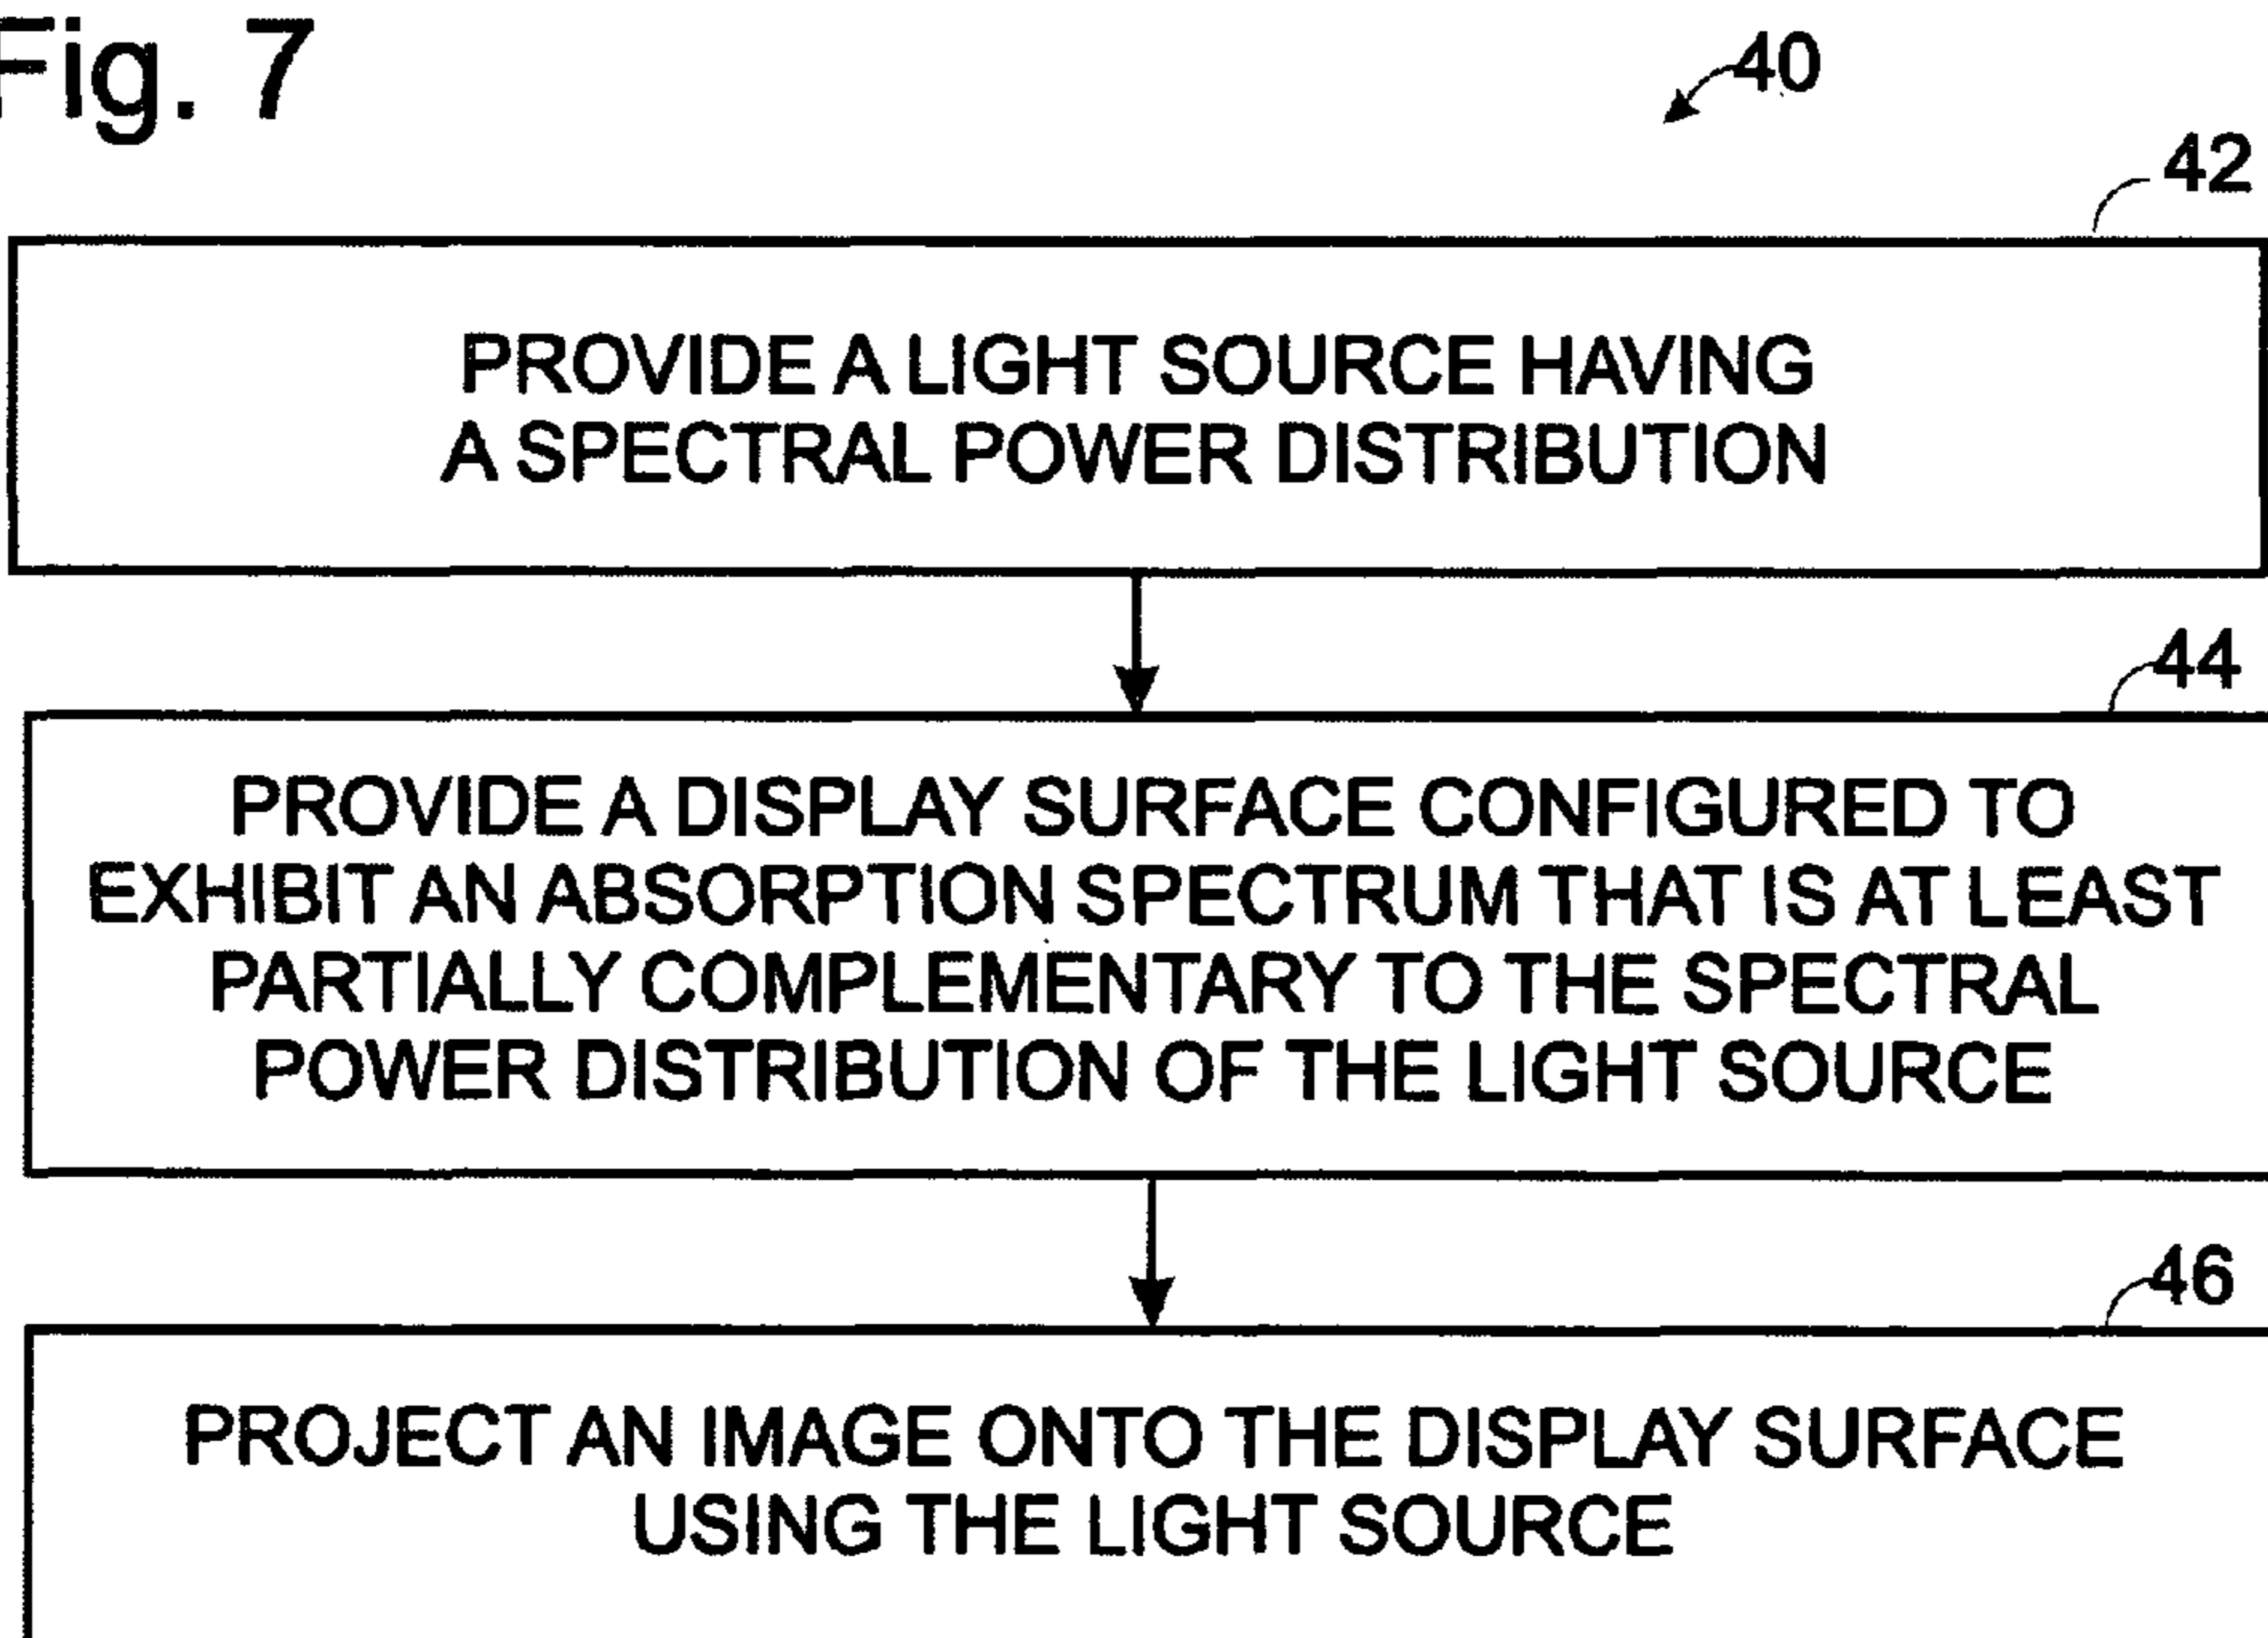 Fig. 7
40
42
PROVIDE A LIGHT SOURCE HAVING
A SPECTRAL POWER DISTRIBUTION
44
PROVIDE A DISPLAY SURFACE CONFIGURED TO
EXHIBIT AN ABSORPTION SPECTRUM THAT IS AT LEAST
PARTIALLY COMPLEMENTARY TO THE SPECTRAL
POWER DISTRIBUTION OF THE LIGHT SOURCE
46
PROJECT AN IMAGE ONTO THE DISPLAY SURFACE
USING THE LIGHT SOURCE